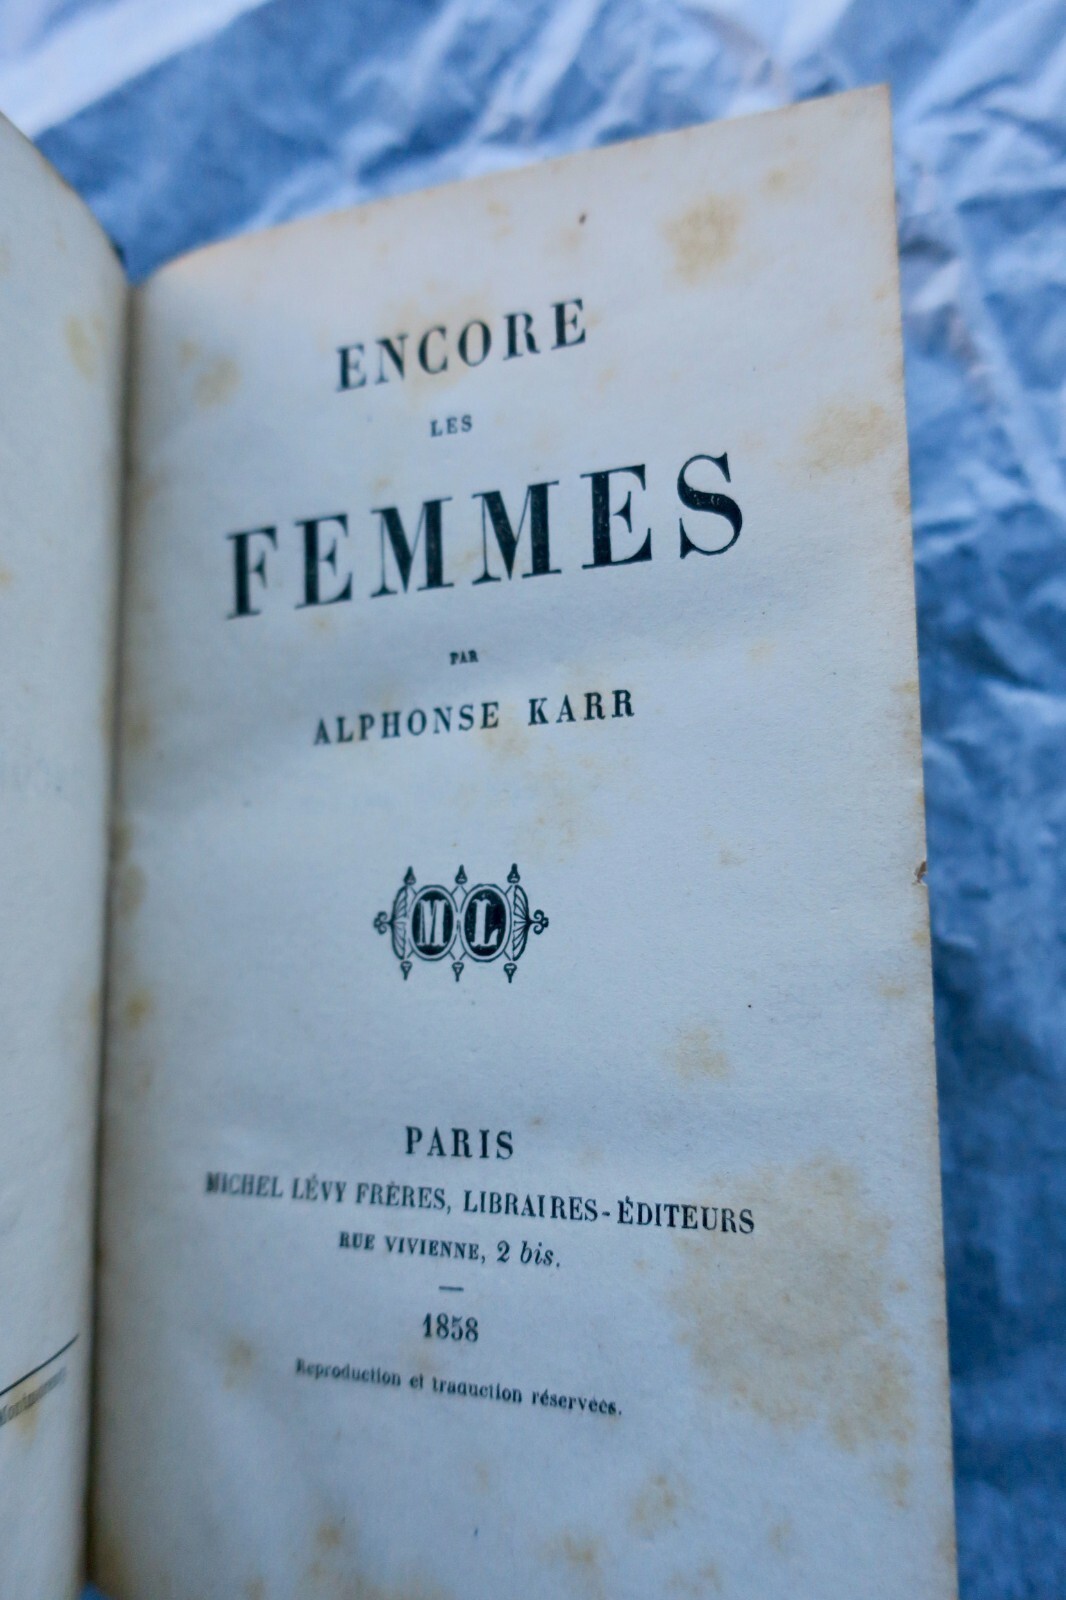 ENCORE
LES
FEMMES
PAR
ALPHONSE KARR
M L
PARIS
MICHEL LÉVY FRÈRES, LIBRAIRES-ÉDITEURS
RUE VIVIENNE, 2 bis.
1858
Reproduction et traduction réservées.